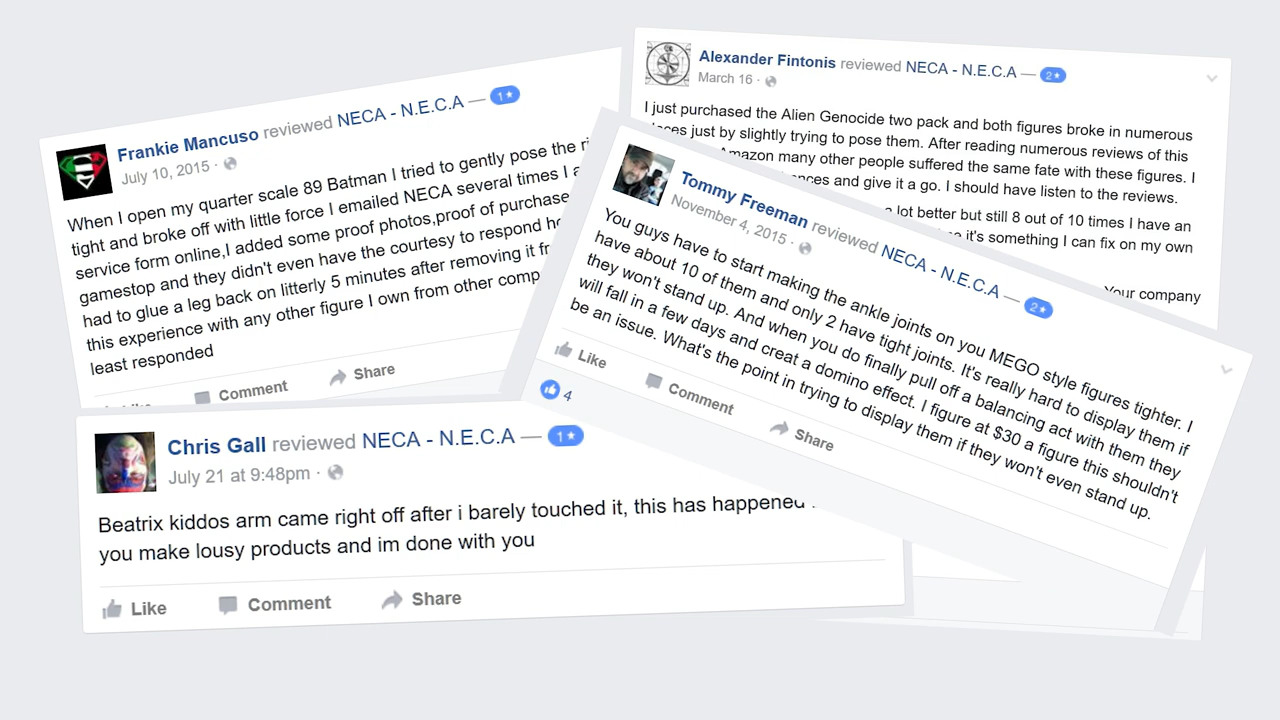 Frankie Mancuso reviewed NECA - N.E.C.A — 1★
July 10, 2015 ·
When I open my quarter scale 89 Batman I tried to gently pose the
tight and broke off with little force I emailed NECA several times I
service form online,I added some proof photos,proof of purchase
gamestop and they didn't even have the courtesy to respond
had to glue a leg back on litterly 5 minutes after removing it
this experience with any other figure I own from other
least responded
Comment Share
Alexander Fintonis reviewed NECA - N.E.C.A — 2★
March 16 ·
I just purchased the Alien Genocide two pack and both figures broke in numerous
just by slightly trying to pose them. After reading numerous reviews of this
Amazon many other people suffered the same fate with these figures. I
and give it a go. I should have listen to the reviews.
a lot better but still 8 out of 10 times I have an
it's something I can fix on my own
Your company
Tommy Freeman reviewed NECA - N.E.C.A — 2★
November 4, 2015 ·
You guys have to start making the ankle joints on you MEGO style figures tighter. I
have about 10 of them and only 2 have tight joints. It's really hard to display them if
they won't stand up. And when you do finally pull off a balancing act with them they
will fall in a few days and creat a domino effect. I figure at $30 a figure this shouldn't
be an issue. What's the point in trying to display them if they won't even stand up.
Like Comment Share
4
Chris Gall reviewed NECA - N.E.C.A — 1★
July 21 at 9:48pm ·
Beatrix kiddos arm came right off after i barely touched it, this has happened
you make lousy products and im done with you
Like Comment Share